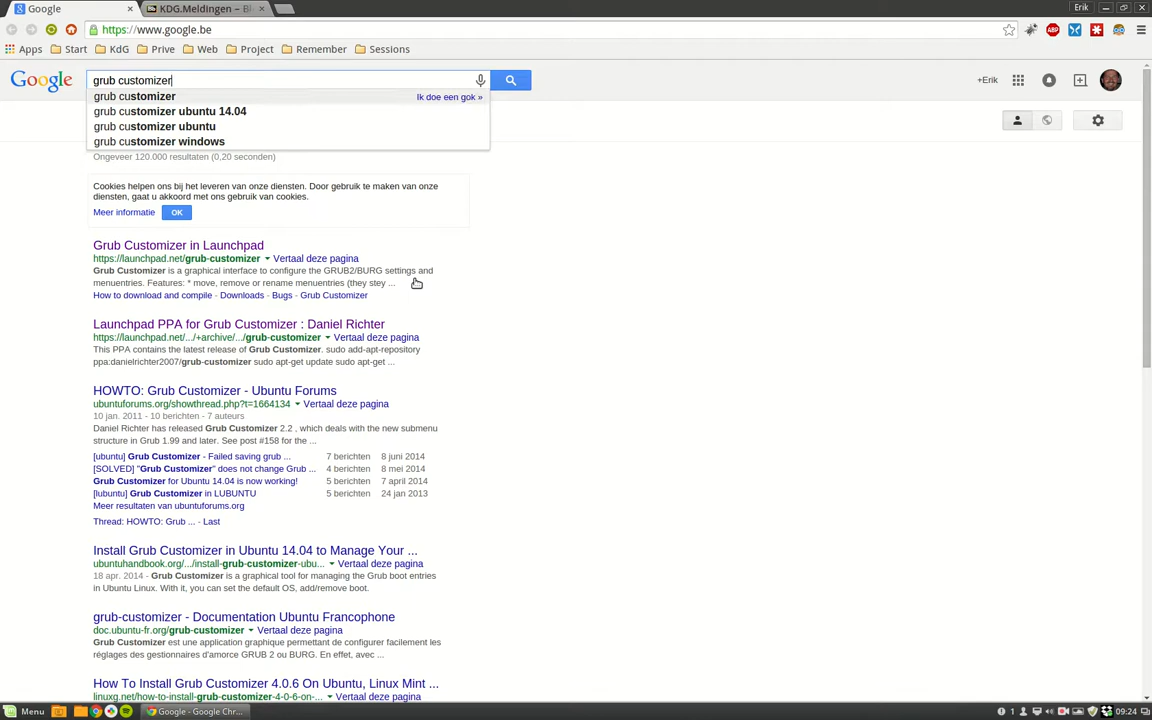 Google
KDG.Meldingen – Bl
Erik
https://www.google.be
Apps Start KdG Prive Web Project Remember Sessions
Google
grub customizer
+Erik
grub customizer
Ik doe een gok »
grub customizer ubuntu 14.04
grub customizer ubuntu
grub customizer windows
Ongeveer 120.000 resultaten (0,20 seconden)
Cookies helpen ons bij het leveren van onze diensten. Door gebruik te maken van onze
diensten, gaat u akkoord met ons gebruik van cookies.
Meer informatie OK
Grub Customizer in Launchpad
https://launchpad.net/grub-customizer Vertaal deze pagina
Grub Customizer is a graphical interface to configure the GRUB2/BURG settings and
menuentries. Features: * move, remove or rename menuentries (they stey ...
How to download and compile - Downloads - Bugs - Grub Customizer
Launchpad PPA for Grub Customizer : Daniel Richter
https://launchpad.net/.../+archive/.../grub-customizer Vertaal deze pagina
This PPA contains the latest release of Grub Customizer. sudo add-apt-repository
ppa:danielrichter2007/grub-customizer sudo apt-get update sudo apt-get ...
HOWTO: Grub Customizer - Ubuntu Forums
ubuntuforums.org/showthread.php?t=1664134 Vertaal deze pagina
10 jan. 2011 - 10 berichten - 7 auteurs
Daniel Richter has released Grub Customizer 2.2 , which deals with the new submenu
structure in Grub 1.99 and later. See post #158 for the ...
[ubuntu] Grub Customizer - Failed saving grub ... 7 berichten 8 juni 2014
[SOLVED] "Grub Customizer" does not change Grub ... 4 berichten 8 mei 2014
Grub Customizer for Ubuntu 14.04 is now working! 5 berichten 7 april 2014
[lubuntu] Grub Customizer in LUBUNTU 5 berichten 24 jan 2013
Meer resultaten van ubuntuforums.org
Thread: HOWTO: Grub ... - Last
Install Grub Customizer in Ubuntu 14.04 to Manage Your ...
ubuntuhandbook.org/.../install-grub-customizer-ubu... Vertaal deze pagina
18 apr. 2014 - Grub Customizer is a graphical tool for managing the Grub boot entries
in Ubuntu Linux. With it, you can set the default OS, add/remove boot.
grub-customizer - Documentation Ubuntu Francophone
doc.ubuntu-fr.org/grub-customizer Vertaal deze pagina
Grub Customizer est une application graphique permettant de configurer facilement les
réglages des gestionnaires d'amorce GRUB 2 ou BURG. En effet, avec ...
How To Install Grub Customizer 4.0.6 On Ubuntu, Linux Mint ...
linuxg.net/how-to-install-grub-customizer-4-0-6-on-... Vertaal deze pagina
Menu
Google - Google Chr...
1
09:24